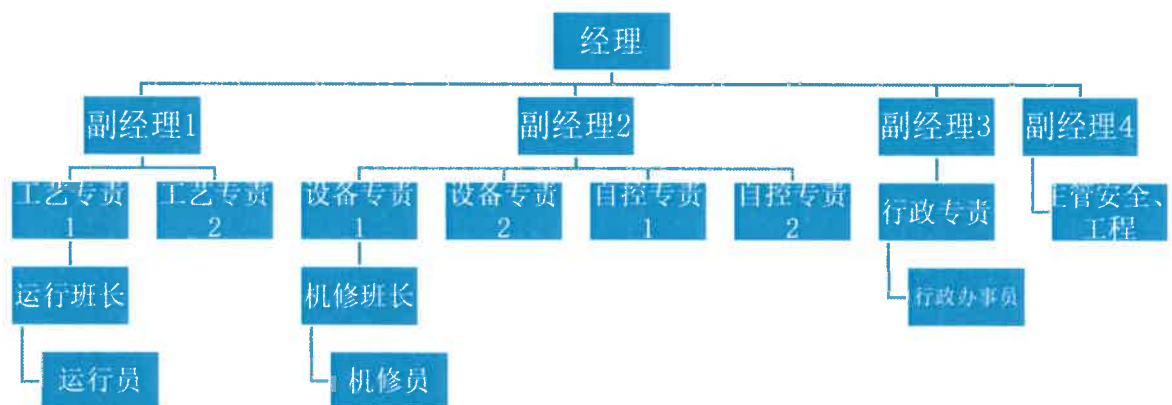 经理
副经理1
副经理2
副经理3
副经理4
工艺专责
1
工艺专责
2
设备专责
1
设备专责
2
自控专责
1
自控专责
2
行政专责
主管安全、
工程
运行班长
机修班长
行政办事员
运行员
机修员